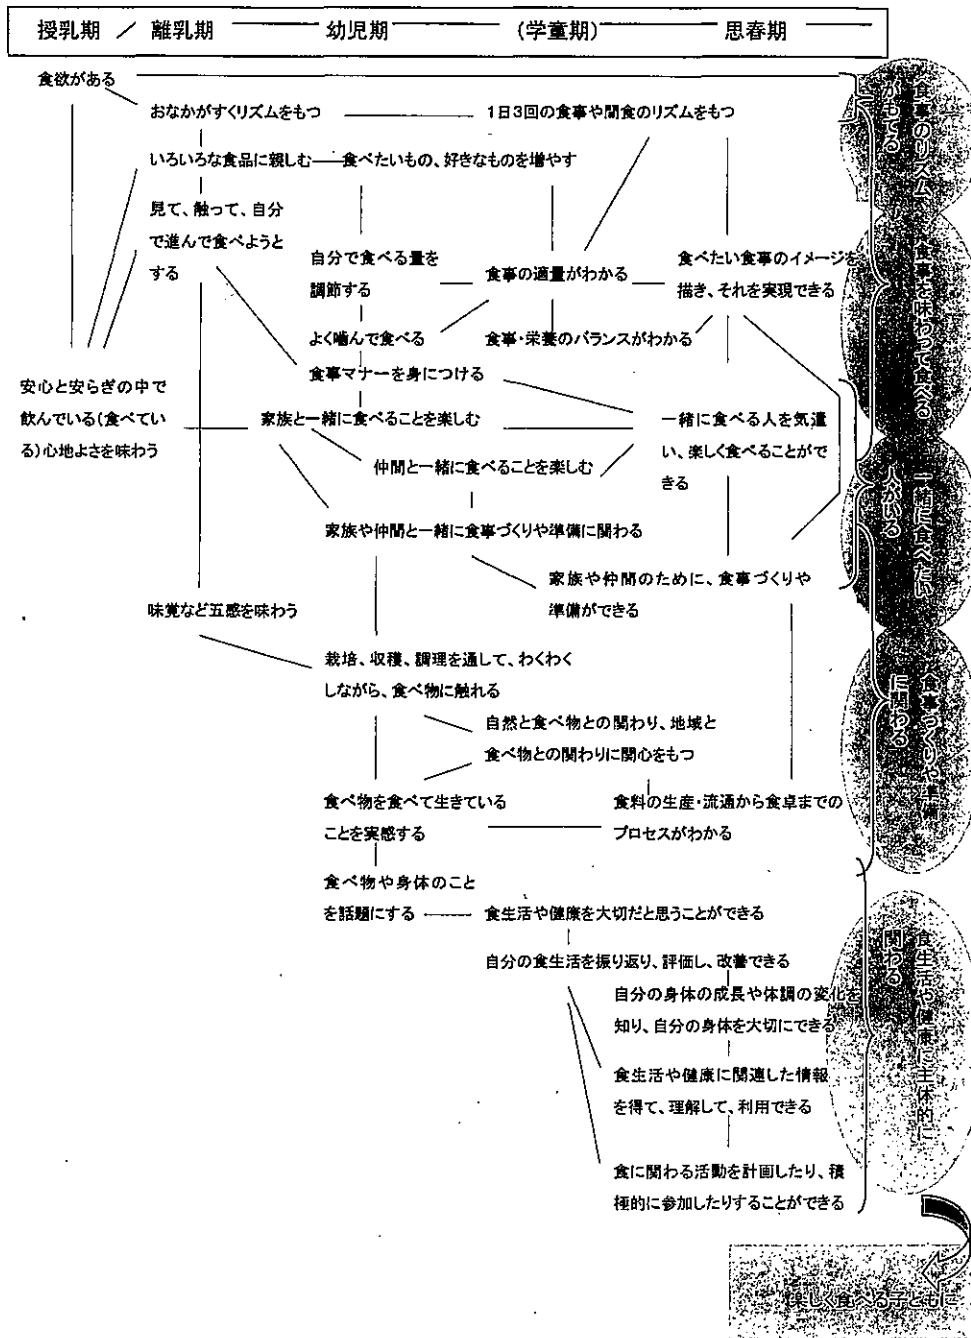 授乳期 / 離乳期 幼児期 (学童期) 思春期
食欲がある
おなかがすくリズムをもつ 1日3回の食事や間食のリズムをもつ
いろいろな食品に親しむ 食べたいもの、好きなものを増やす
見て、触って、自分
で進んで食べようと
する
自分で食べる量を
調節する
食事の適量がわかる
食べたい食事のイメージを
描き、それを実現できる
よく噛んで食べる
食事・栄養のバランスがわかる
食事マナーを身につける
安心と安らぎの中で
飲んでいる(食べてい
る)心地よさを味わう
家族と一緒に食べることを楽しむ
一緒に食べる人を気遣
い、楽しく食べることがで
きる
仲間と一緒に食べることを楽しむ
家族や仲間と一緒に食事づくりや準備に関わる
家族や仲間のために、食事づくりや
準備ができる
味覚など五感を味わう
栽培、収穫、調理を通して、わくわく
しながら、食べ物に触れる
自然と食べ物との関わり、地域と
食べ物との関わりに関心をもつ
食べ物を食べて生きている
ことを実感する
食料の生産・流通から食卓までの
プロセスがわかる
食べ物や身体のこと
を話題にする
食生活や健康を大切だと思うことができる
自分の食生活を振り返り、評価し、改善できる
自分の身体の成長や体調の変化を
知り、自分の身体を大切にできる
食生活や健康に関連した情報
を得て、理解して、利用できる
食に関わる活動を計画したり、積
極的に参加したりすることができる
食事のリズム
がもてる
食事を味わって食べる
一緒に食べたい
人がいる
食事づくりや準備
に関わる
食生活や健康に主体的に
関わる
楽しく食べる子どもに